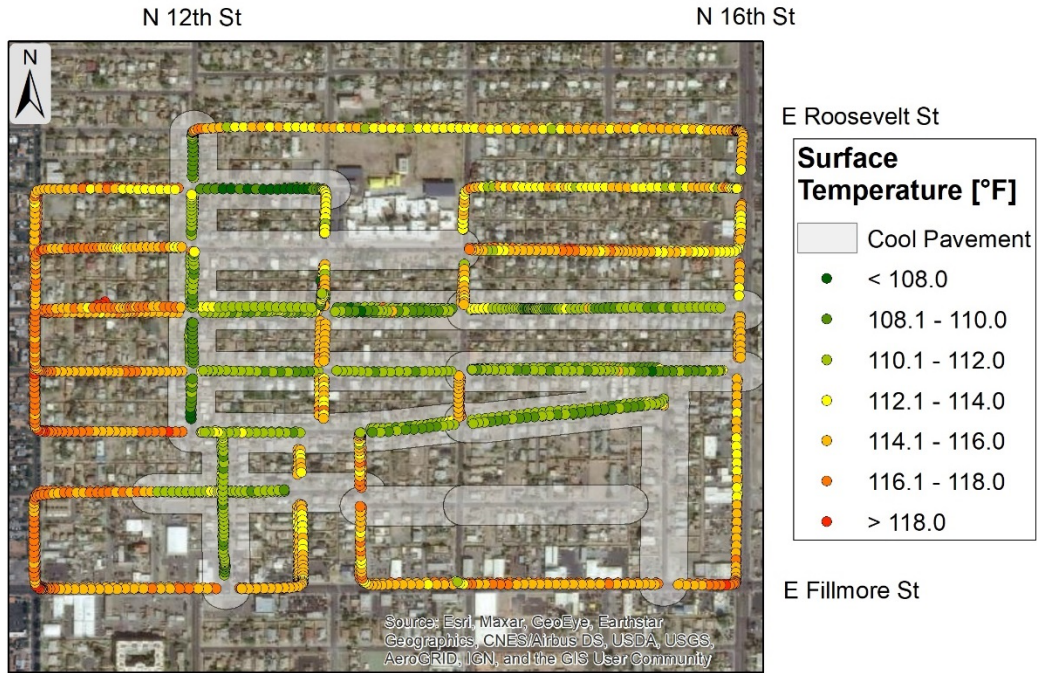 N 12th St
N 16th St
N
E Roosevelt St
Surface
Temperature [°F]
Cool Pavement
< 108.0
108.1 - 110.0
110.1 - 112.0
112.1 - 114.0
114.1 - 116.0
116.1 - 118.0
> 118.0
E Fillmore St
Source: Esri, Maxar, GeoEye, Earthstar
Geographics, CNES/Airbus DS, USDA, USGS,
AeroGRID, IGN, and the GIS User Community